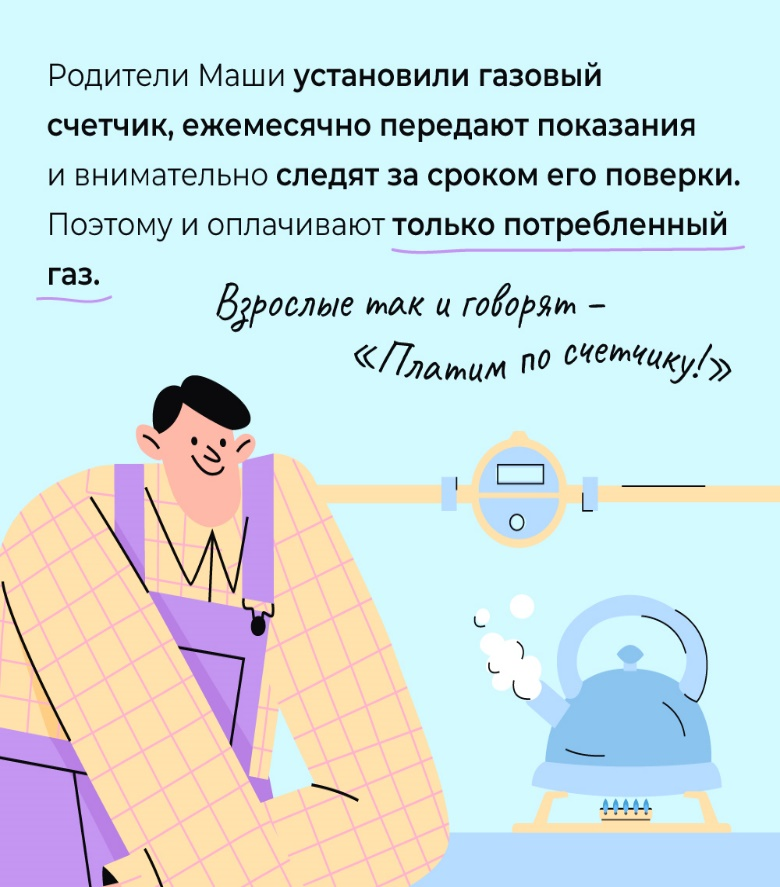 Родители Маши установили газовый
счетчик, ежемесячно передают показания
и внимательно следят за сроком его поверки.
Поэтому и оплачивают только потребленный
газ.
Взрослые так и говорят –
«Платим по счетчику!»